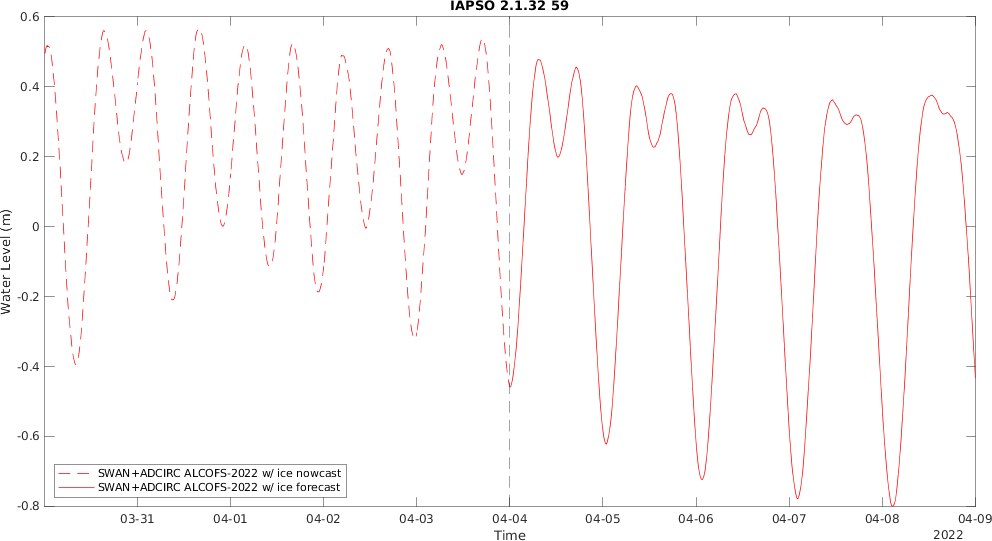 IAPSO 2.1.32 59
0.6
0.4
0.2
0
-0.2
-0.4
-0.6
-0.8
Water Level (m)
SWAN+ADCIRC ALCOFS-2022 w/ ice nowcast
SWAN+ADCIRC ALCOFS-2022 w/ ice forecast
03-31 04-01 04-02 04-03 04-04 04-05 04-06 04-07 04-08 04-09
Time
2022